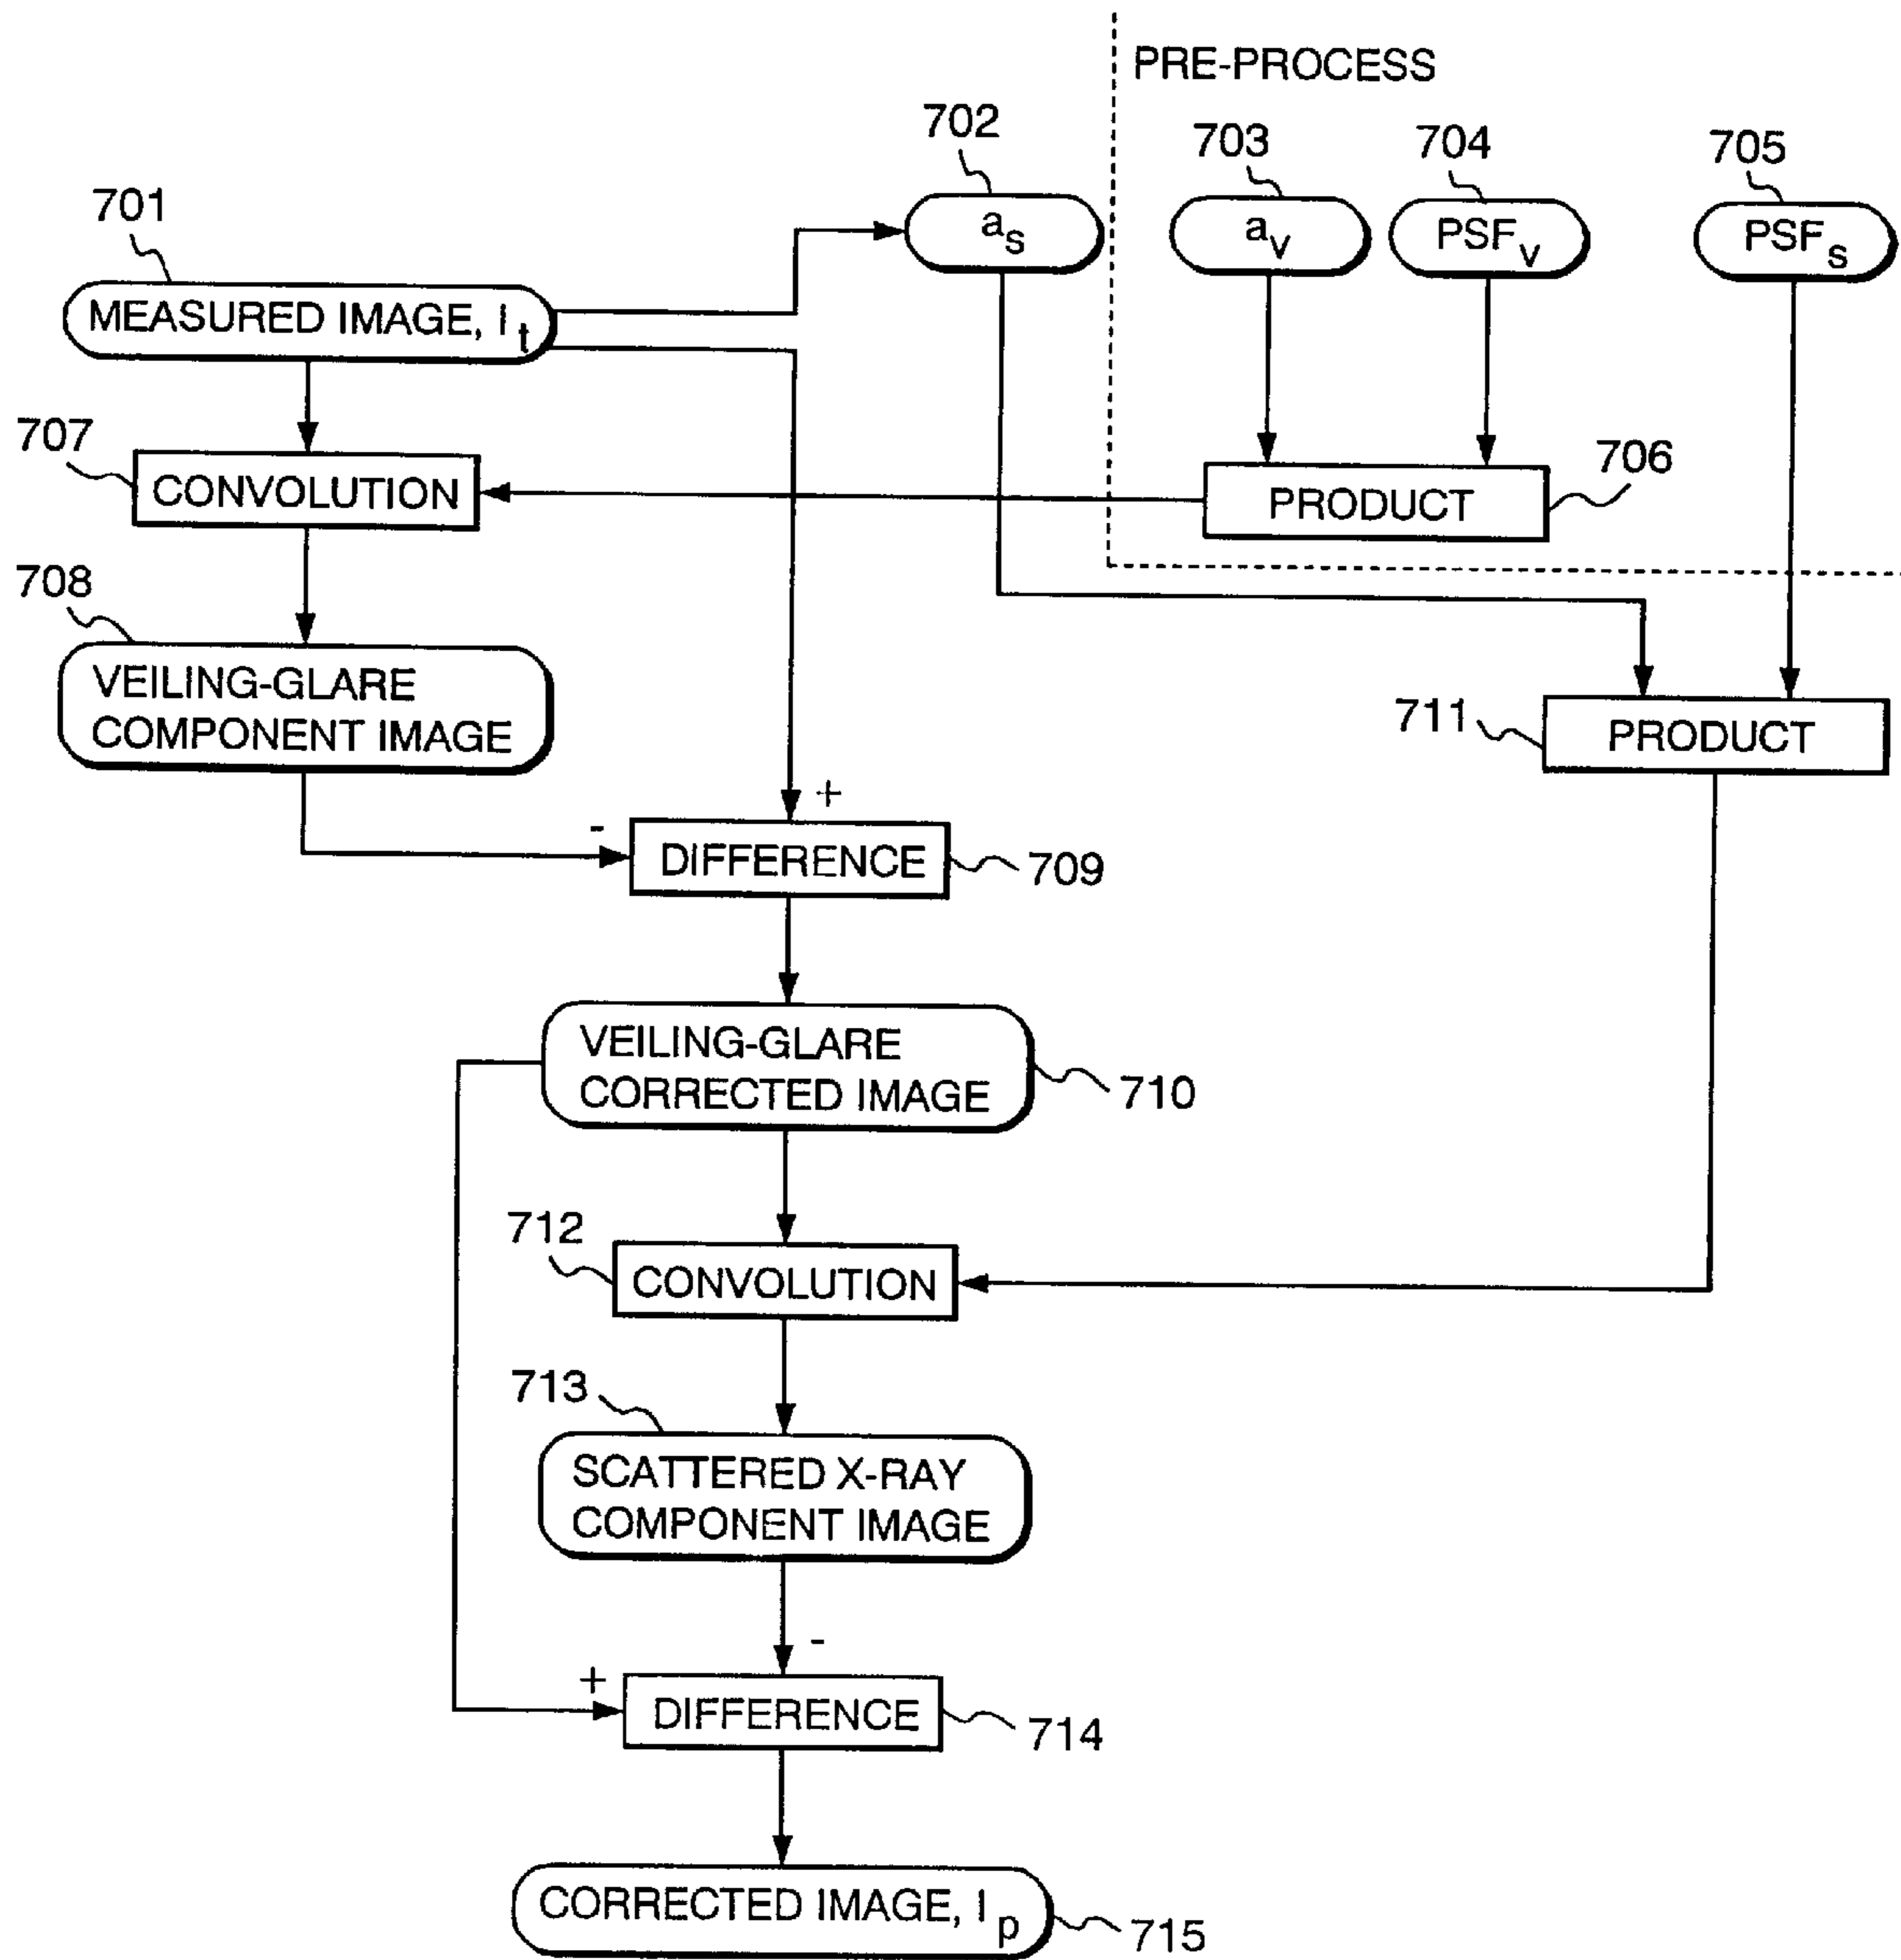 PRE-PROCESS
702
703
704
705
701
a_s
a_v
PSF_v
PSF_s
MEASURED IMAGE, I_t
707
706
CONVOLUTION
PRODUCT
708
VEILING-GLARE
COMPONENT IMAGE
711
PRODUCT
+
-
DIFFERENCE
709
VEILING-GLARE
CORRECTED IMAGE
710
712
CONVOLUTION
713
SCATTERED X-RAY
COMPONENT IMAGE
-
+
DIFFERENCE
714
CORRECTED IMAGE, I_p
715